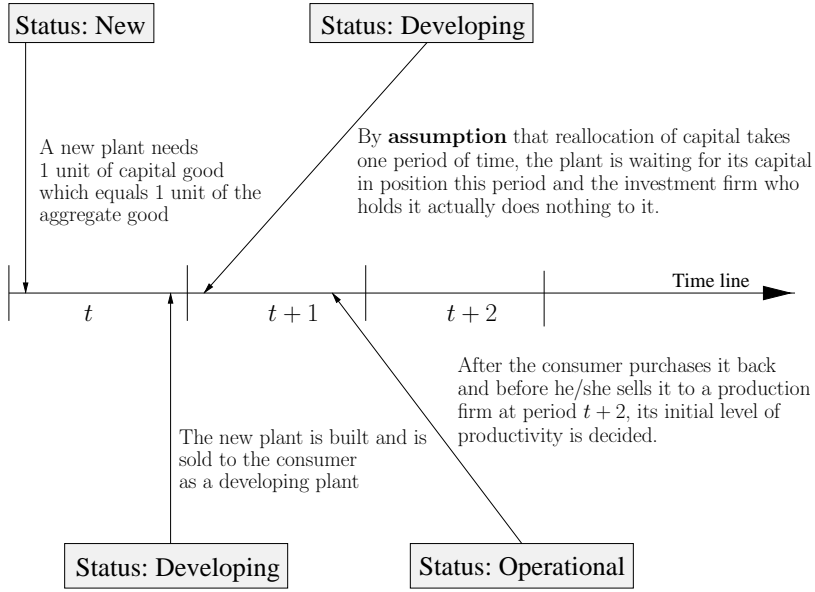 Status: New
Status: Developing
A new plant needs
1 unit of capital good
which equals 1 unit of the
aggregate good
By assumption that reallocation of capital takes
one period of time, the plant is waiting for its capital
in position this period and the investment firm who
holds it actually does nothing to it.
Time line
t
t + 1
t + 2
After the consumer purchases it back
and before he/she sells it to a production
firm at period t + 2, its initial level of
productivity is decided.
The new plant is built and is
sold to the consumer
as a developing plant
Status: Developing
Status: Operational